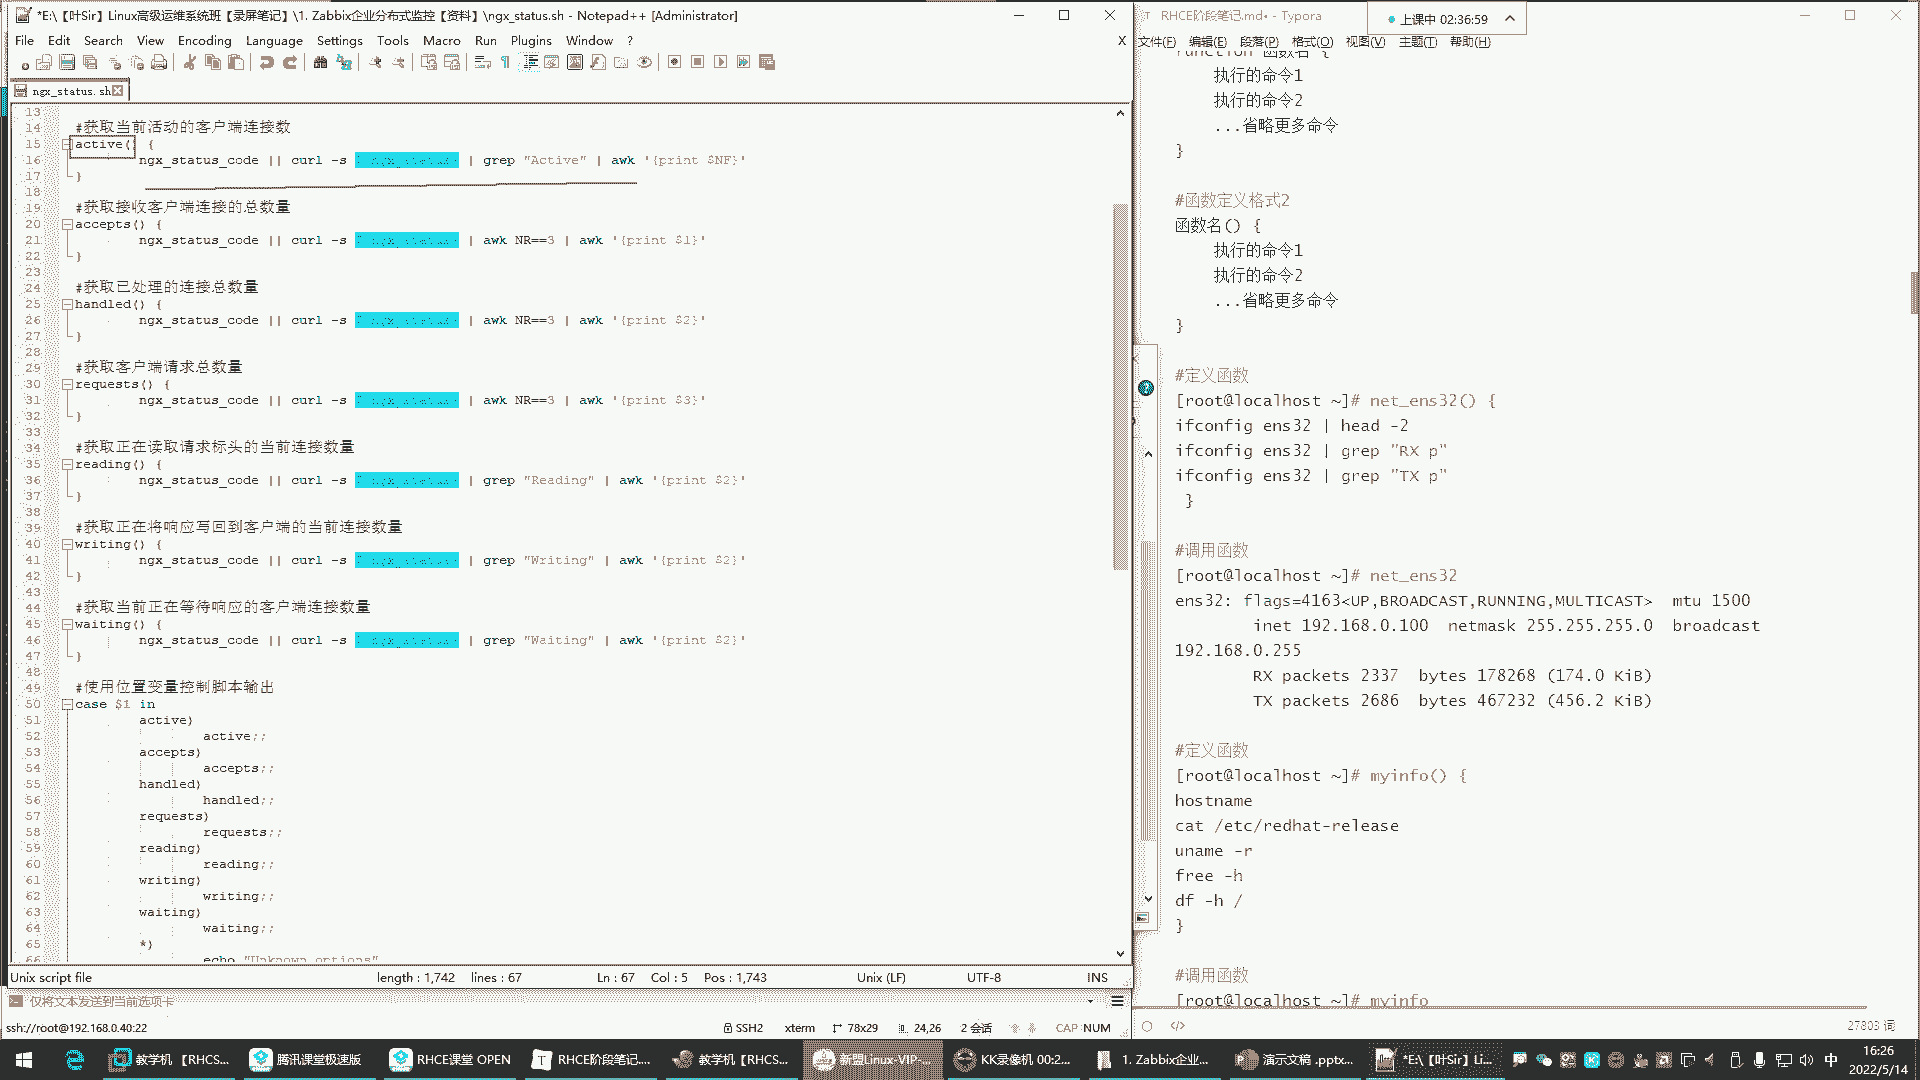 *E:\【叶Sir】Linux高级运维系统班【录屏笔记】\1. Zabbix企业分布式监控【资料】\ngx_status.sh - Notepad++ [Administrator]
File Edit Search View Encoding Language Settings Tools Macro Run Plugins Window ? X
ngx_status.sh
13
14 #获取当前活动的客户端连接数
15 active() {
16 ngx_status_code || curl -s | grep "Active" | awk '{print $NF}'
17 }
18
19 #获取接收客户端连接的总数量
20 accepts() {
21 ngx_status_code || curl -s | awk NR==3 | awk '{print $1}'
22 }
23
24 #获取已处理的连接总数量
25 handled() {
26 ngx_status_code || curl -s | awk NR==3 | awk '{print $2}'
27 }
28
29 #获取客户端请求总数量
30 requests() {
31 ngx_status_code || curl -s | awk NR==3 | awk '{print $3}'
32 }
33
34 #获取正在读取请求标头的当前连接数量
35 reading() {
36 ngx_status_code || curl -s | grep "Reading" | awk '{print $2}'
37 }
38
39 #获取正在将响应写回到客户端的当前连接数量
40 writing() {
41 ngx_status_code || curl -s | grep "Writing" | awk '{print $2}'
42 }
43
44 #获取当前正在等待响应的客户端连接数量
45 waiting() {
46 ngx_status_code || curl -s | grep "Waiting" | awk '{print $2}'
47 }
48
49 #使用位置变量控制脚本输出
50 case $1 in
51 active)
52 active;;
53 accepts)
54 accepts;;
55 handled)
56 handled;;
57 requests)
58 requests;;
59 reading)
60 reading;;
61 writing)
62 writing;;
63 waiting)
64 waiting;;
65 *)
66 echo "Unknown options"
Unix script file length : 1,742 lines : 67 Ln : 67 Col : 5 Pos : 1,743 Unix (LF) UTF-8 INS
仅将文本发送到当前选项卡
ssh://root@192.168.0.40:22 SSH2 xterm 78x29 24,26 2 会话 CAP NUM
RHCE阶段笔记.md• - Typora
上课中 02:36:59
文件(F) 编辑(E) 段落(P) 格式(O) 视图(V) 主题(T) 帮助(H)
function 函数名 {
执行的命令1
执行的命令2
...省略更多命令
}
#函数定义格式2
函数名() {
执行的命令1
执行的命令2
...省略更多命令
}
#定义函数
[root@localhost ~]# net_ens32() {
ifconfig ens32 | head -2
ifconfig ens32 | grep "RX p"
ifconfig ens32 | grep "TX p"
}
#调用函数
[root@localhost ~]# net_ens32
ens32: flags=4163<UP,BROADCAST,RUNNING,MULTICAST> mtu 1500
inet 192.168.0.100 netmask 255.255.255.0 broadcast
192.168.0.255
RX packets 2337 bytes 178268 (174.0 KiB)
TX packets 2686 bytes 467232 (456.2 KiB)
#定义函数
[root@localhost ~]# myinfo() {
hostname
cat /etc/redhat-release
uname -r
free -h
df -h /
}
#调用函数
[root@localhost ~]# myinfo
27803 词
教学机 【RHCS... 腾讯课堂极速版 RHCE课堂 OPEN RHCE阶段笔记.... 教学机【RHCS... 新盟Linux-VIP-... KK录像机 00:2... 1. Zabbix企业... 演示文稿 .pptx... *E:\【叶Sir】Li... 中 16:26
2022/5/14